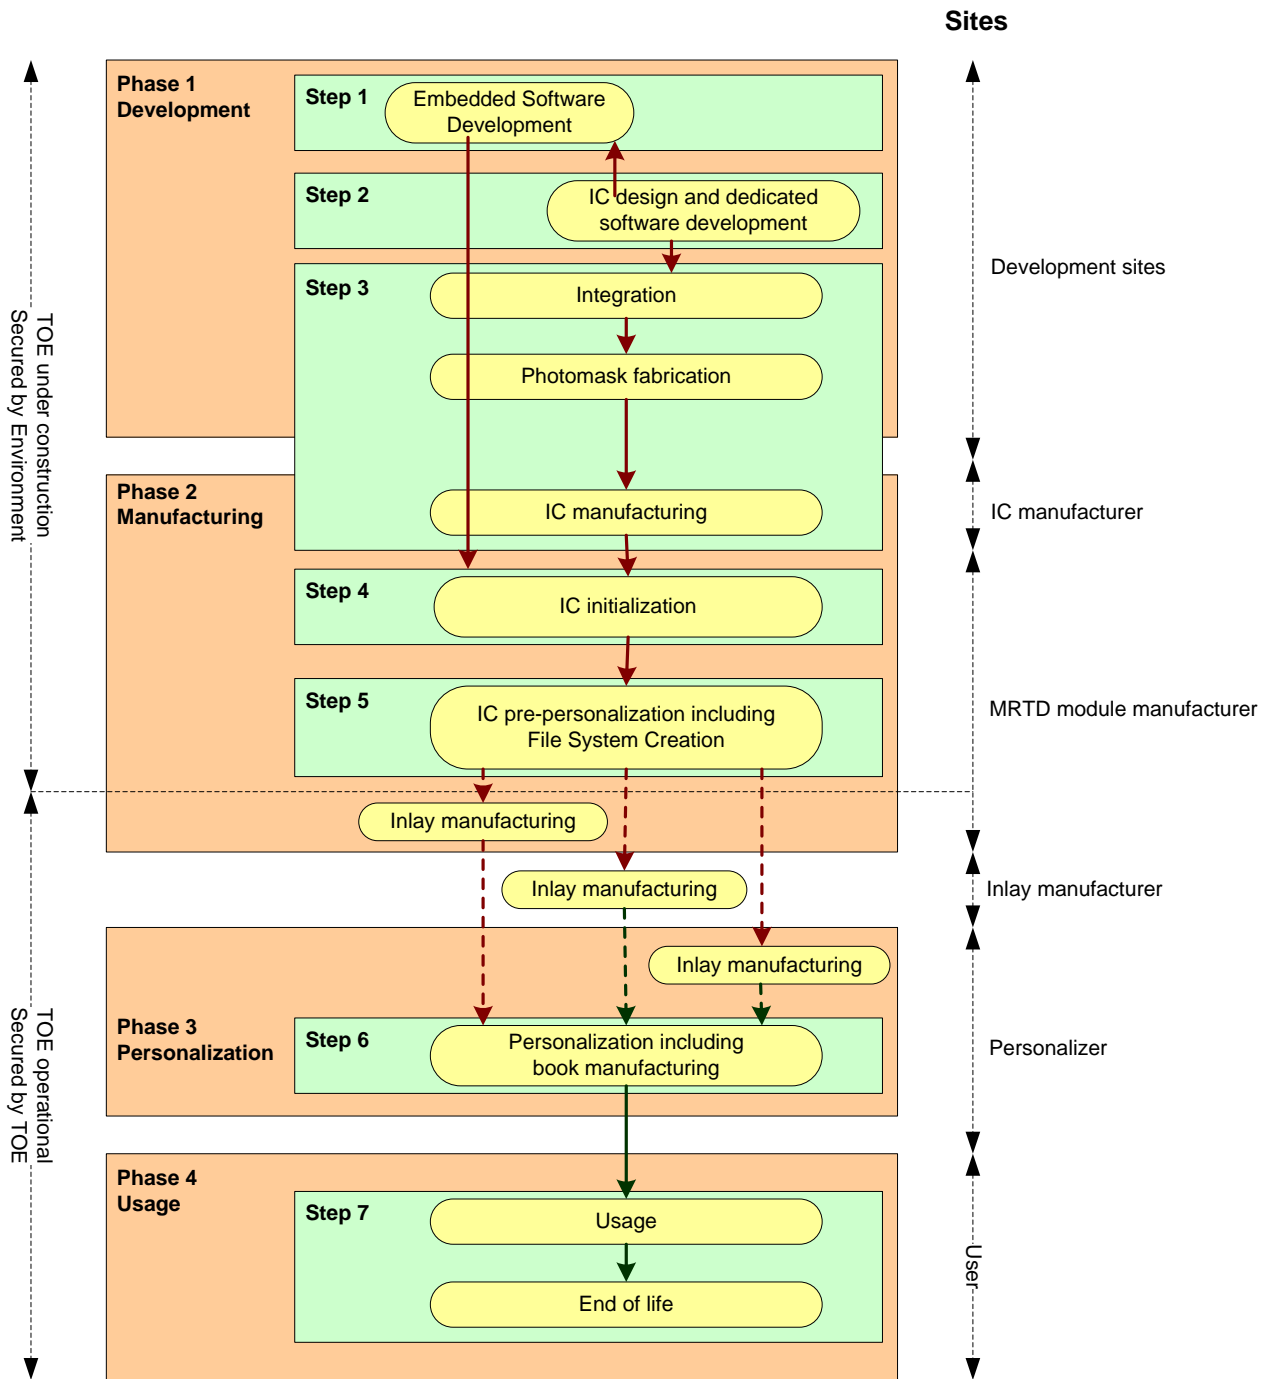 Sites
Phase 1
Development
Step 1
Embedded Software
Development
Step 2
IC design and dedicated
software development
Step 3
Integration
Development sites
Photomask fabrication
TOE under construction
Secured by Environment
Phase 2
Manufacturing
IC manufacturing
IC manufacturer
Step 4
IC initialization
Step 5
IC pre-personalization including
File System Creation
MRTD module manufacturer
Inlay manufacturing
Inlay manufacturing
Inlay manufacturer
Inlay manufacturing
Phase 3
Personalization
Step 6
Personalization including
book manufacturing
Personalizer
TOE operational
Secured by TOE
Phase 4
Usage
Step 7
Usage
User
End of life